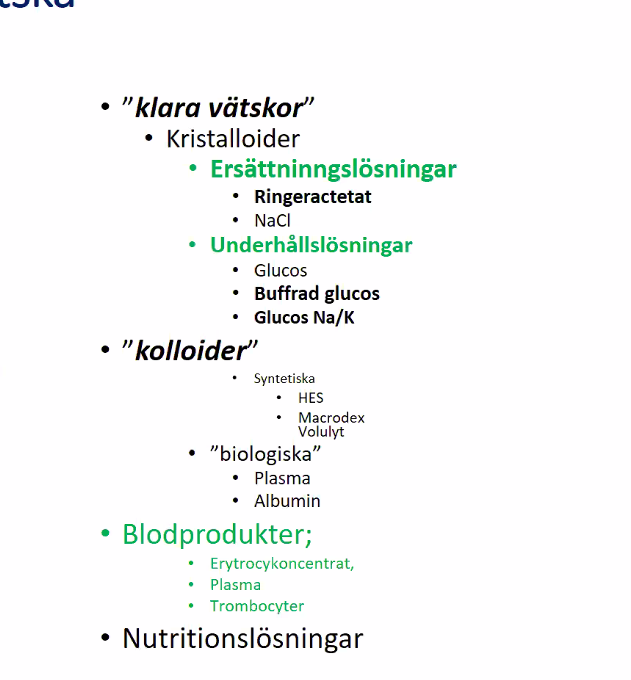 • ”klara vätskor”
• Kristalloider
• Ersättninngslösningar
• Ringeractetat
• NaCl
• Underhållslösningar
• Glucos
• Buffrad glucos
• Glucos Na/K
• ”kolloider”
• Syntetiska
• HES
• Macrodex
Volulyt
• ”biologiska”
• Plasma
• Albumin
• Blodprodukter;
• Erytrocykoncentrat,
• Plasma
• Trombocyter
• Nutritionslösningar